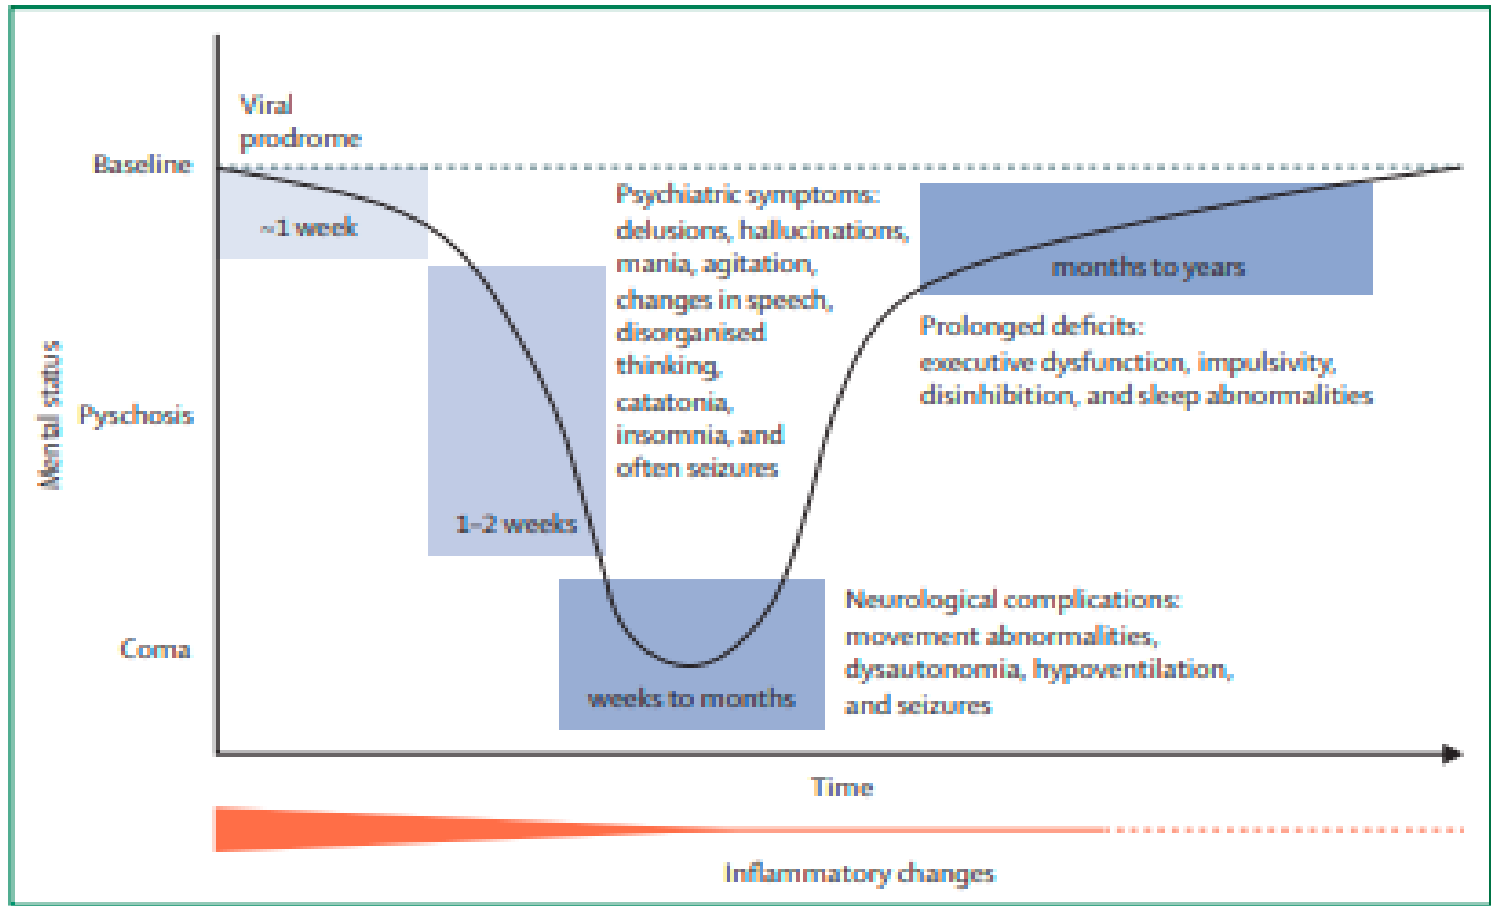 Viral
prodrome
Baseline
~1 week
Psychiatric symptoms:
delusions, hallucinations,
mania, agitation,
changes in speech,
disorganised
thinking,
catatonia,
insomnia, and
often seizures
months to years
Prolonged deficits:
executive dysfunction, impulsivity,
disinhibition, and sleep abnormalities
Mental status
Pyschosis
1–2 weeks
Coma
weeks to months
Neurological complications:
movement abnormalities,
dysautonomia, hypoventilation,
and seizures
Time
Inflammatory changes